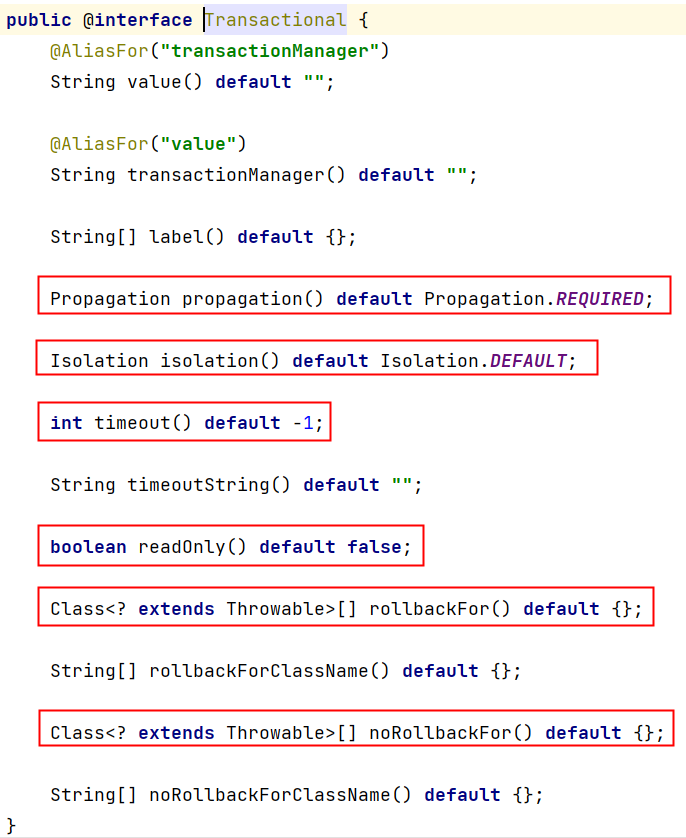 public @interface Transactional {
@AliasFor("transactionManager")
String value() default "";
@AliasFor("value")
String transactionManager() default "";
String[] label() default {};
Propagation propagation() default Propagation.REQUIRED;
Isolation isolation() default Isolation.DEFAULT;
int timeout() default -1;
String timeoutString() default "";
boolean readOnly() default false;
Class<? extends Throwable>[] rollbackFor() default {};
String[] rollbackForClassName() default {};
Class<? extends Throwable>[] noRollbackFor() default {};
String[] noRollbackForClassName() default {};
}